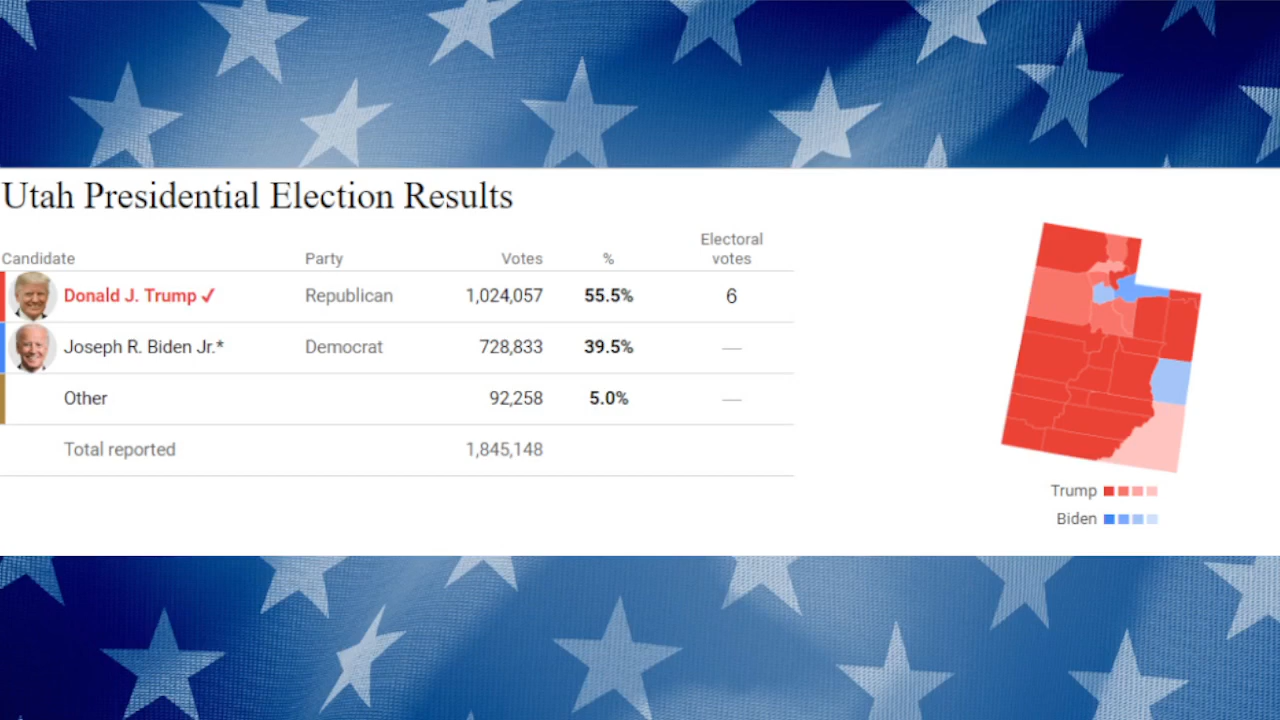 Utah Presidential Election Results
Candidate Party Votes % Electoral votes
Donald J. Trump ✓ Republican 1,024,057 55.5% 6
Joseph R. Biden Jr.* Democrat 728,833 39.5% —
Other 92,258 5.0% —
Total reported 1,845,148
Trump
Biden